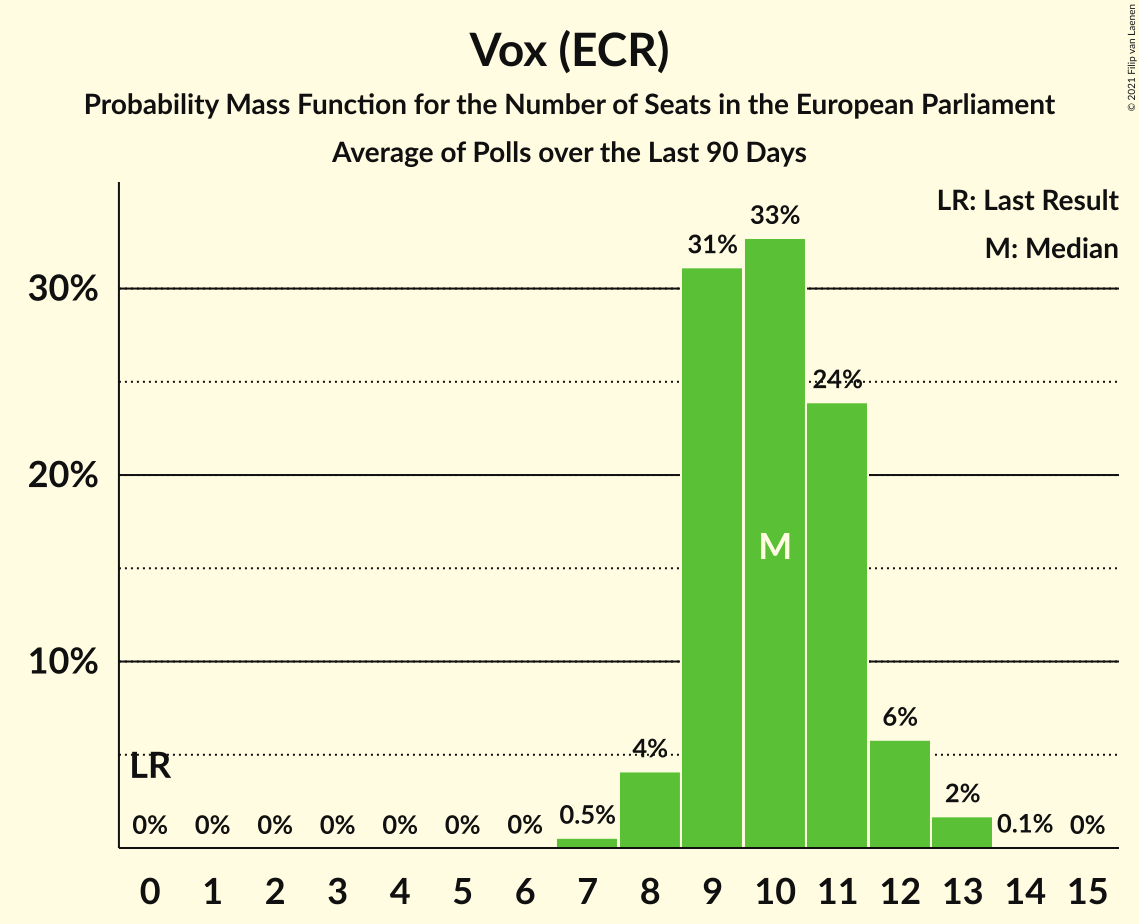 Vox (ECR)
Probability Mass Function for the Number of Seats in the European Parliament
Average of Polls over the Last 90 Days
© 2021 Filip van Laenen
LR: Last Result
M: Median
33%
31%
30%
24%
20%
M
10%
6%
4%
LR
2%
0% 0% 0% 0% 0% 0% 0% 0.5% 0.1% 0%
0 1 2 3 4 5 6 7 8 9 10 11 12 13 14 15